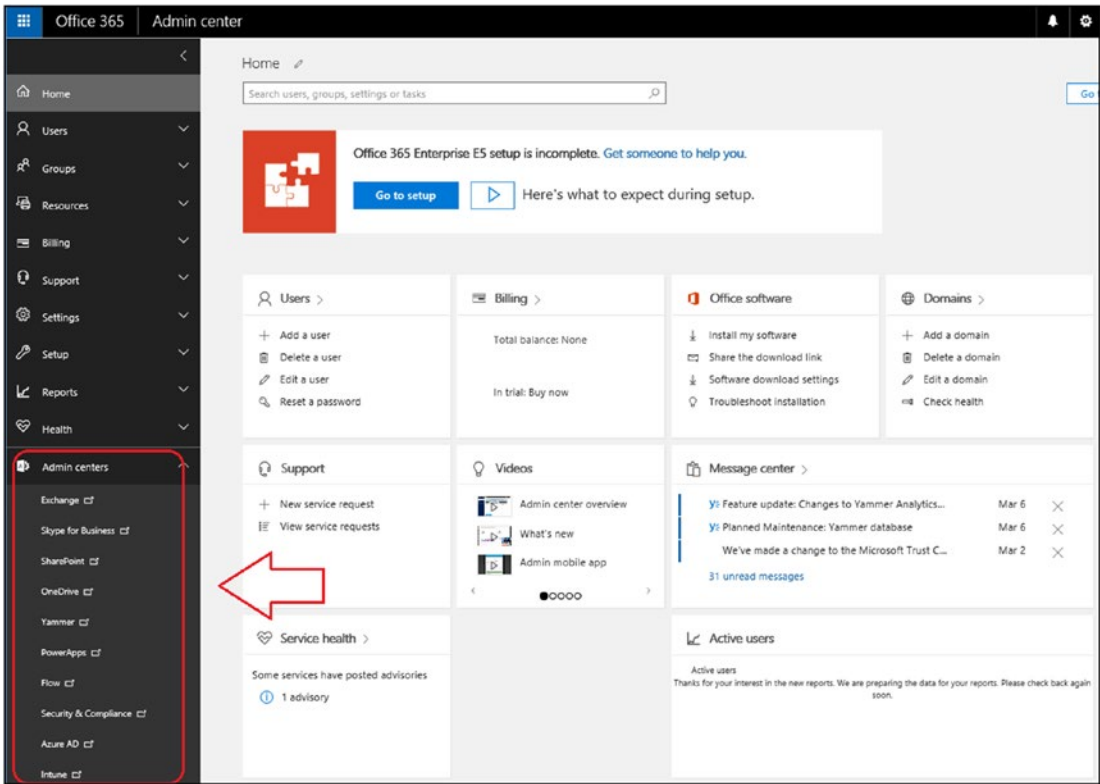 Office 365
Admin center
Home
Users
Groups
Resources
Billing
Support
Settings
Setup
Reports
Health
Admin centers
Exchange
Skype for Business
SharePoint
OneDrive
Yammer
PowerApps
Flow
Security & Compliance
Azure AD
Intune
Home
Search users, groups, settings or tasks
Go
Office 365 Enterprise E5 setup is incomplete. Get someone to help you.
Go to setup
Here's what to expect during setup.
Users >
Add a user
Delete a user
Edit a user
Reset a password
Billing >
Total balance: None
In trial: Buy now
Office software
Install my software
Share the download link
Software download settings
Troubleshoot installation
Domains >
Add a domain
Delete a domain
Edit a domain
Check health
Support
New service request
View service requests
Videos
Admin center overview
What's new
Admin mobile app
Message center >
Feature update: Changes to Yammer Analytics... Mar 6
Planned Maintenance: Yammer database Mar 6
We've made a change to the Microsoft Trust C... Mar 2
31 unread messages
Service health >
Some services have posted advisories
1 advisory
Active users
Active users
Thanks for your interest in the new reports. We are preparing the data for your reports. Please check back again
soon.